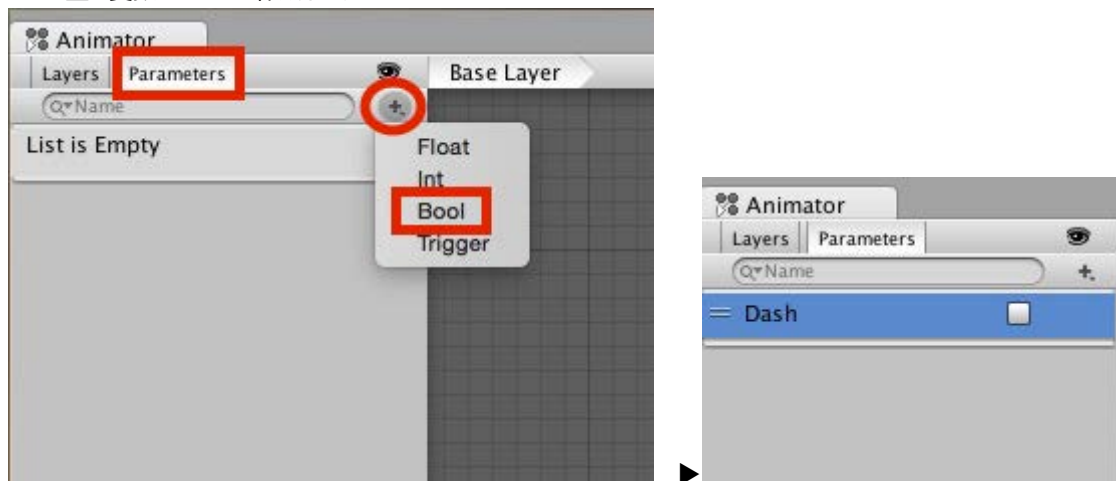 Animator
Layers Parameters Base Layer
Name
List is Empty
Float
Int
Bool
Trigger
Animator
Layers Parameters
Name
Dash